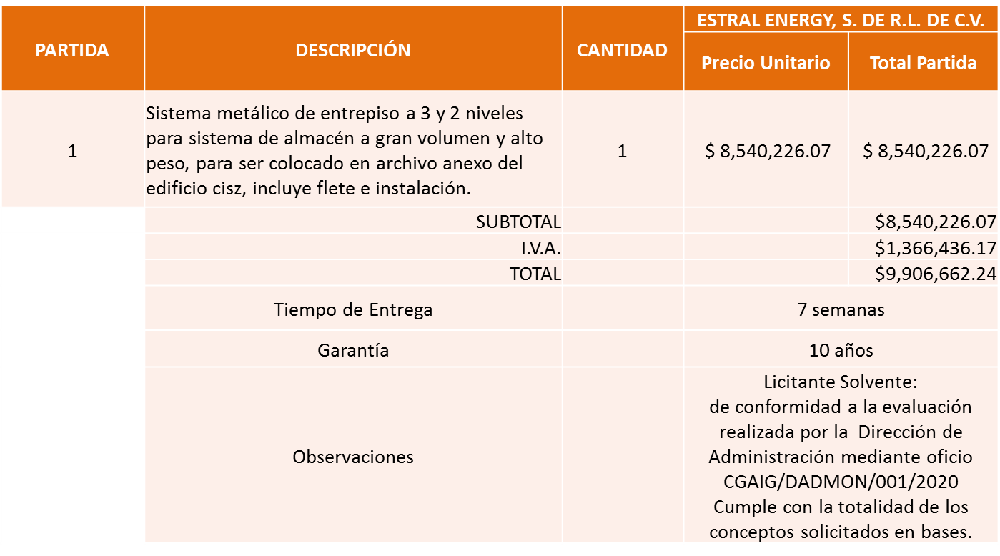 PARTIDA
DESCRIPCIÓN
CANTIDAD
ESTRAL ENERGY, S. DE R.L. DE C.V.
Precio Unitario
Total Partida
1
Sistema metálico de entrepiso a 3 y 2 niveles
para sistema de almacén a gran volumen y alto
peso, para ser colocado en archivo anexo del
edificio cisz, incluye flete e instalación.
1
$ 8,540,226.07
$ 8,540,226.07
SUBTOTAL
$8,540,226.07
I.V.A.
$1,366,436.17
TOTAL
$9,906,662.24
Tiempo de Entrega
7 semanas
Garantía
10 años
Observaciones
Licitante Solvente:
de conformidad a la evaluación
realizada por la Dirección de
Administración mediante oficio
CGAIG/DADMON/001/2020
Cumple con la totalidad de los
conceptos solicitados en bases.